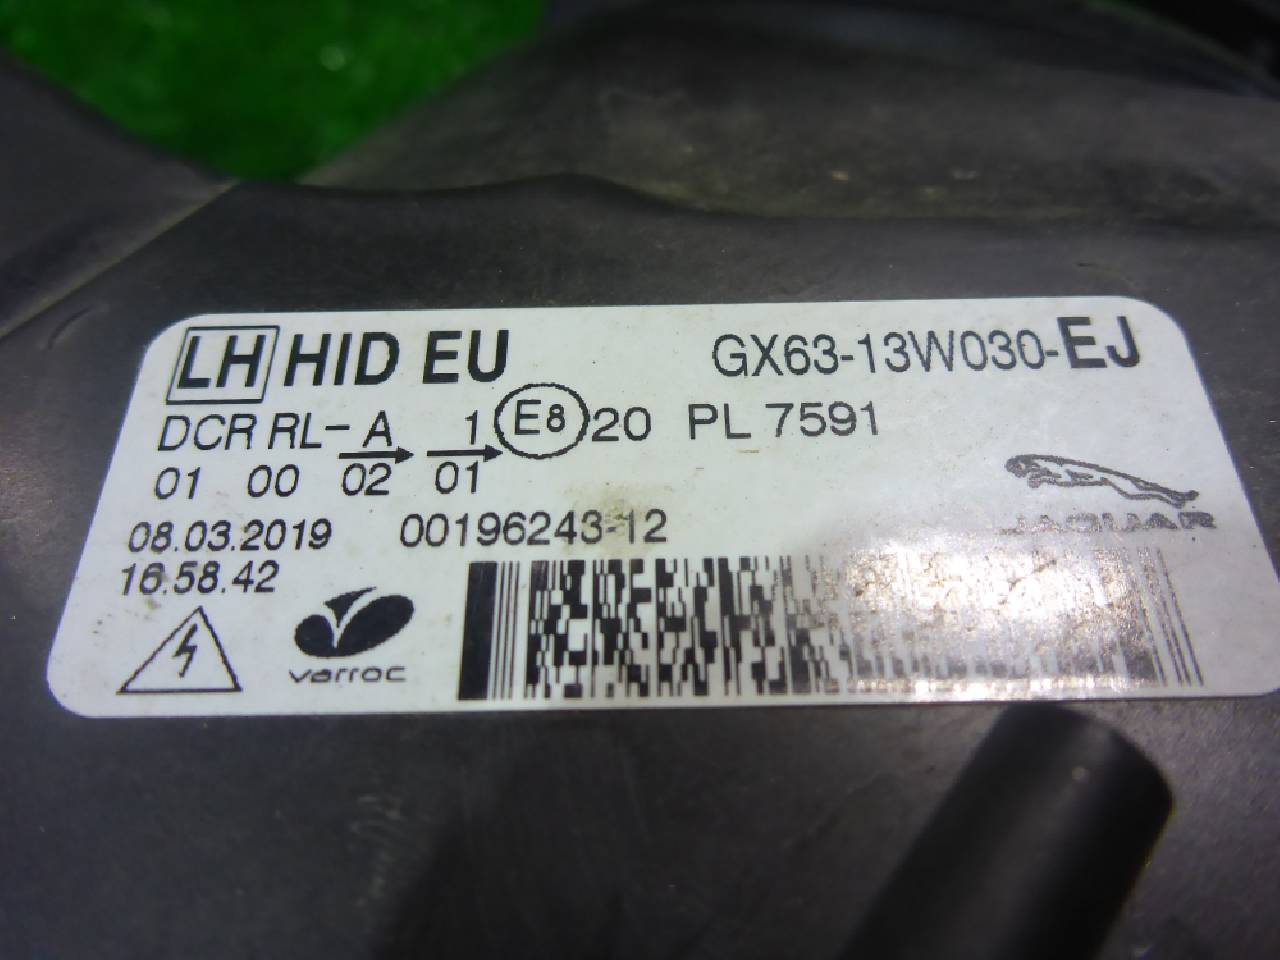 LH HID EU GX63-13W030-EJ
DCR RL- A 1 E8 20 PL 7591
01 00 02 01
08.03.2019 00196243-12
16.58.42
JAGUAR
varroc